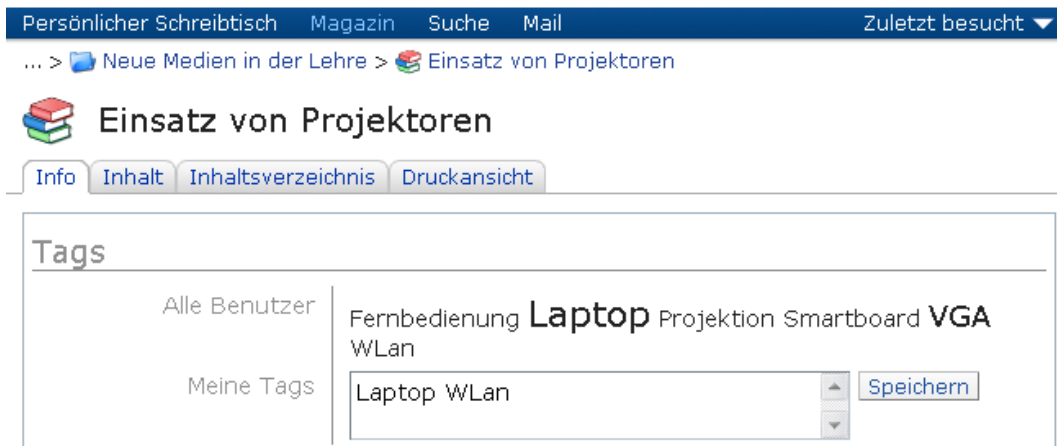 Persönlicher Schreibtisch Magazin Suche Mail Zuletzt besucht
... > Neue Medien in der Lehre > Einsatz von Projektoren
Einsatz von Projektoren
Info Inhalt Inhaltsverzeichnis Druckansicht
Tags
Alle Benutzer Fernbedienung Laptop Projektion Smartboard VGA
WLan
Meine Tags Laptop WLan Speichern